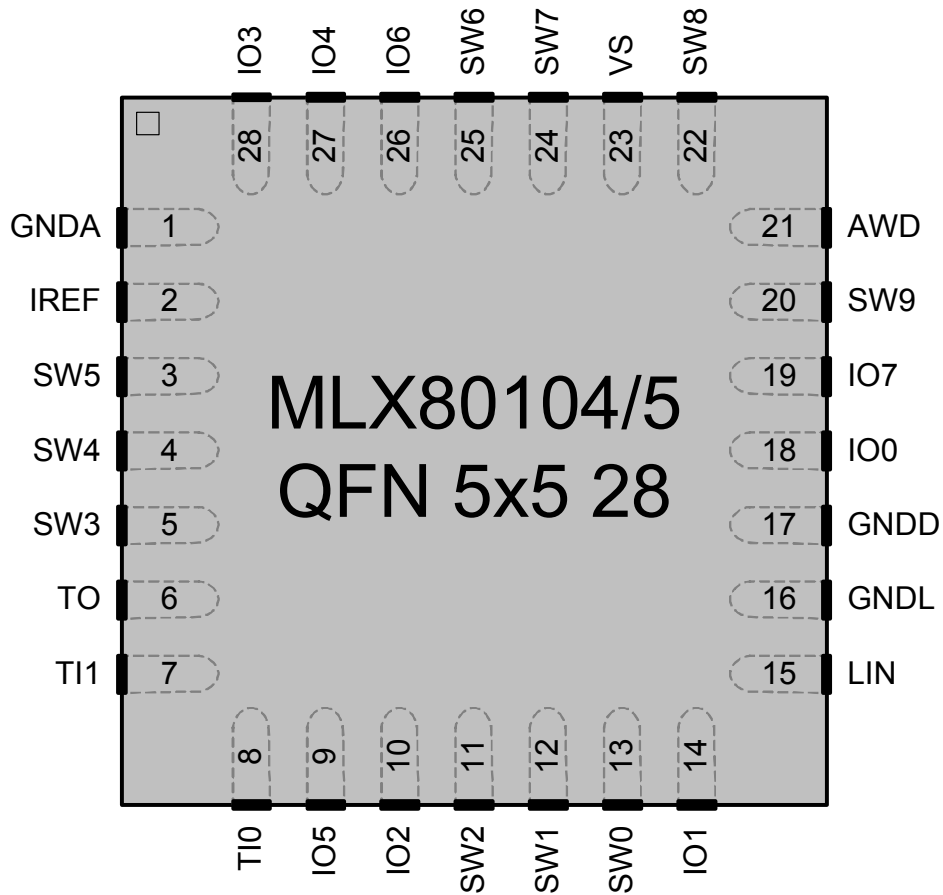 IO3
IO4
IO6
SW6
SW7
VS
SW8
28
27
26
25
24
23
22
GNDA 1
21 AWD
IREF 2
20 SW9
SW5 3
19 IO7
MLX80104/5
SW4 4
18 IO0
QFN 5x5 28
SW3 5
17 GNDD
TO 6
16 GNDL
TI1 7
15 LIN
8
9
10
11
12
13
14
TI0
IO5
IO2
SW2
SW1
SW0
IO1